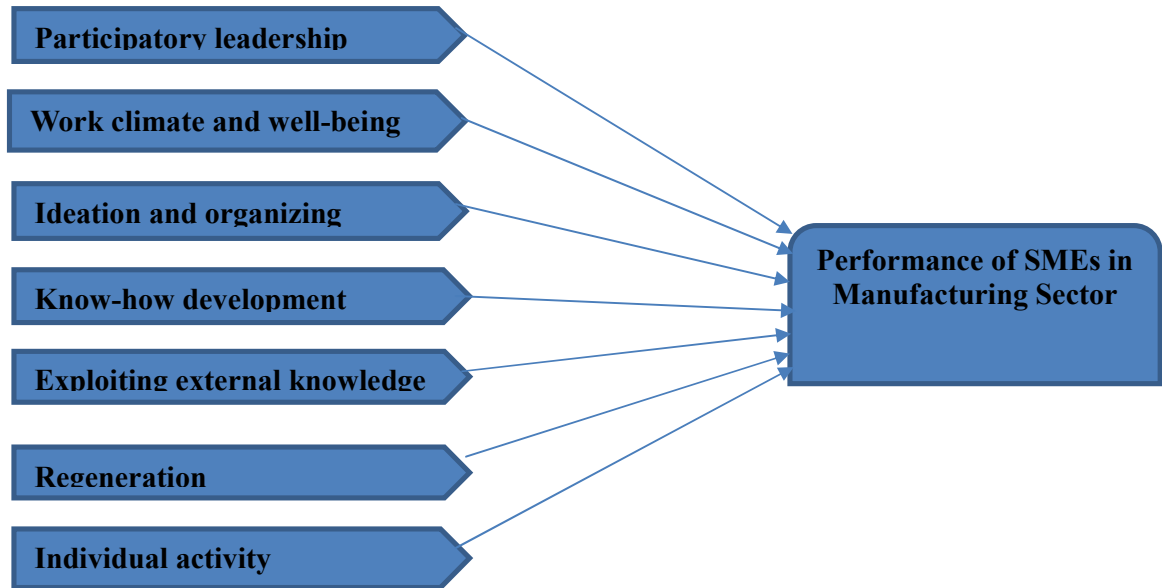 Participatory leadership
Work climate and well-being
Ideation and organizing
Know-how development
Exploiting external knowledge
Regeneration
Individual activity
Performance of SMEs in
Manufacturing Sector